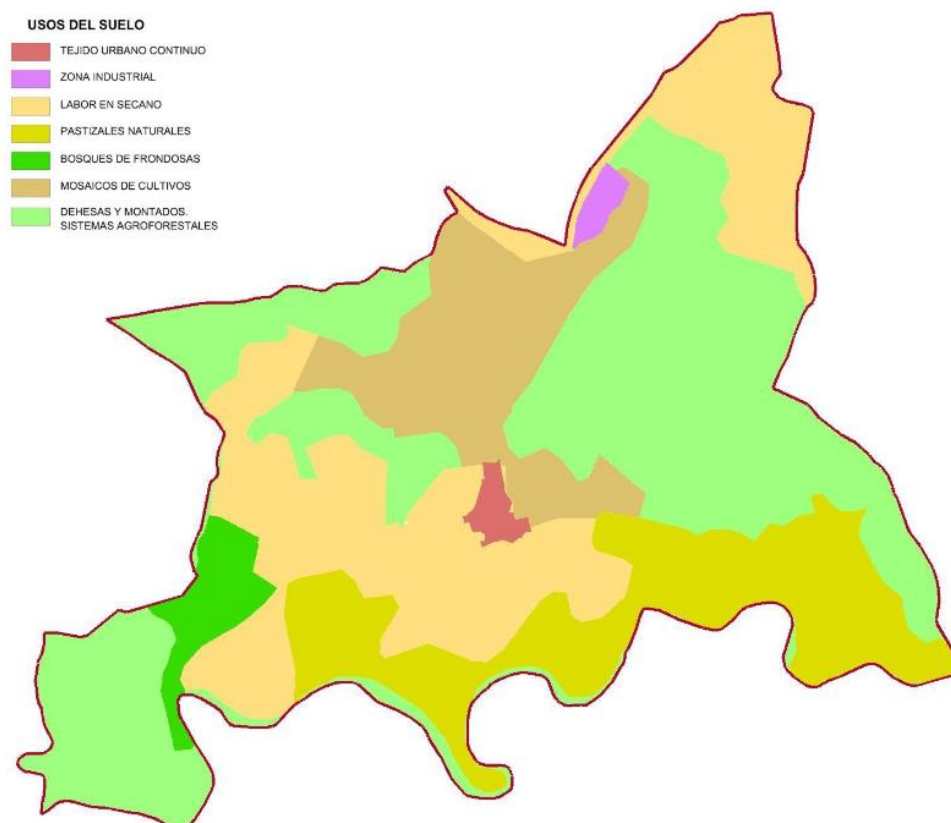 USOS DEL SUELO
TEJIDO URBANO CONTINUO
ZONA INDUSTRIAL
LABOR EN SECANO
PASTIZALES NATURALES
BOSQUES DE FRONDOSAS
MOSAICOS DE CULTIVOS
DEHESAS Y MONTADOS.
SISTEMAS AGROFORESTALES